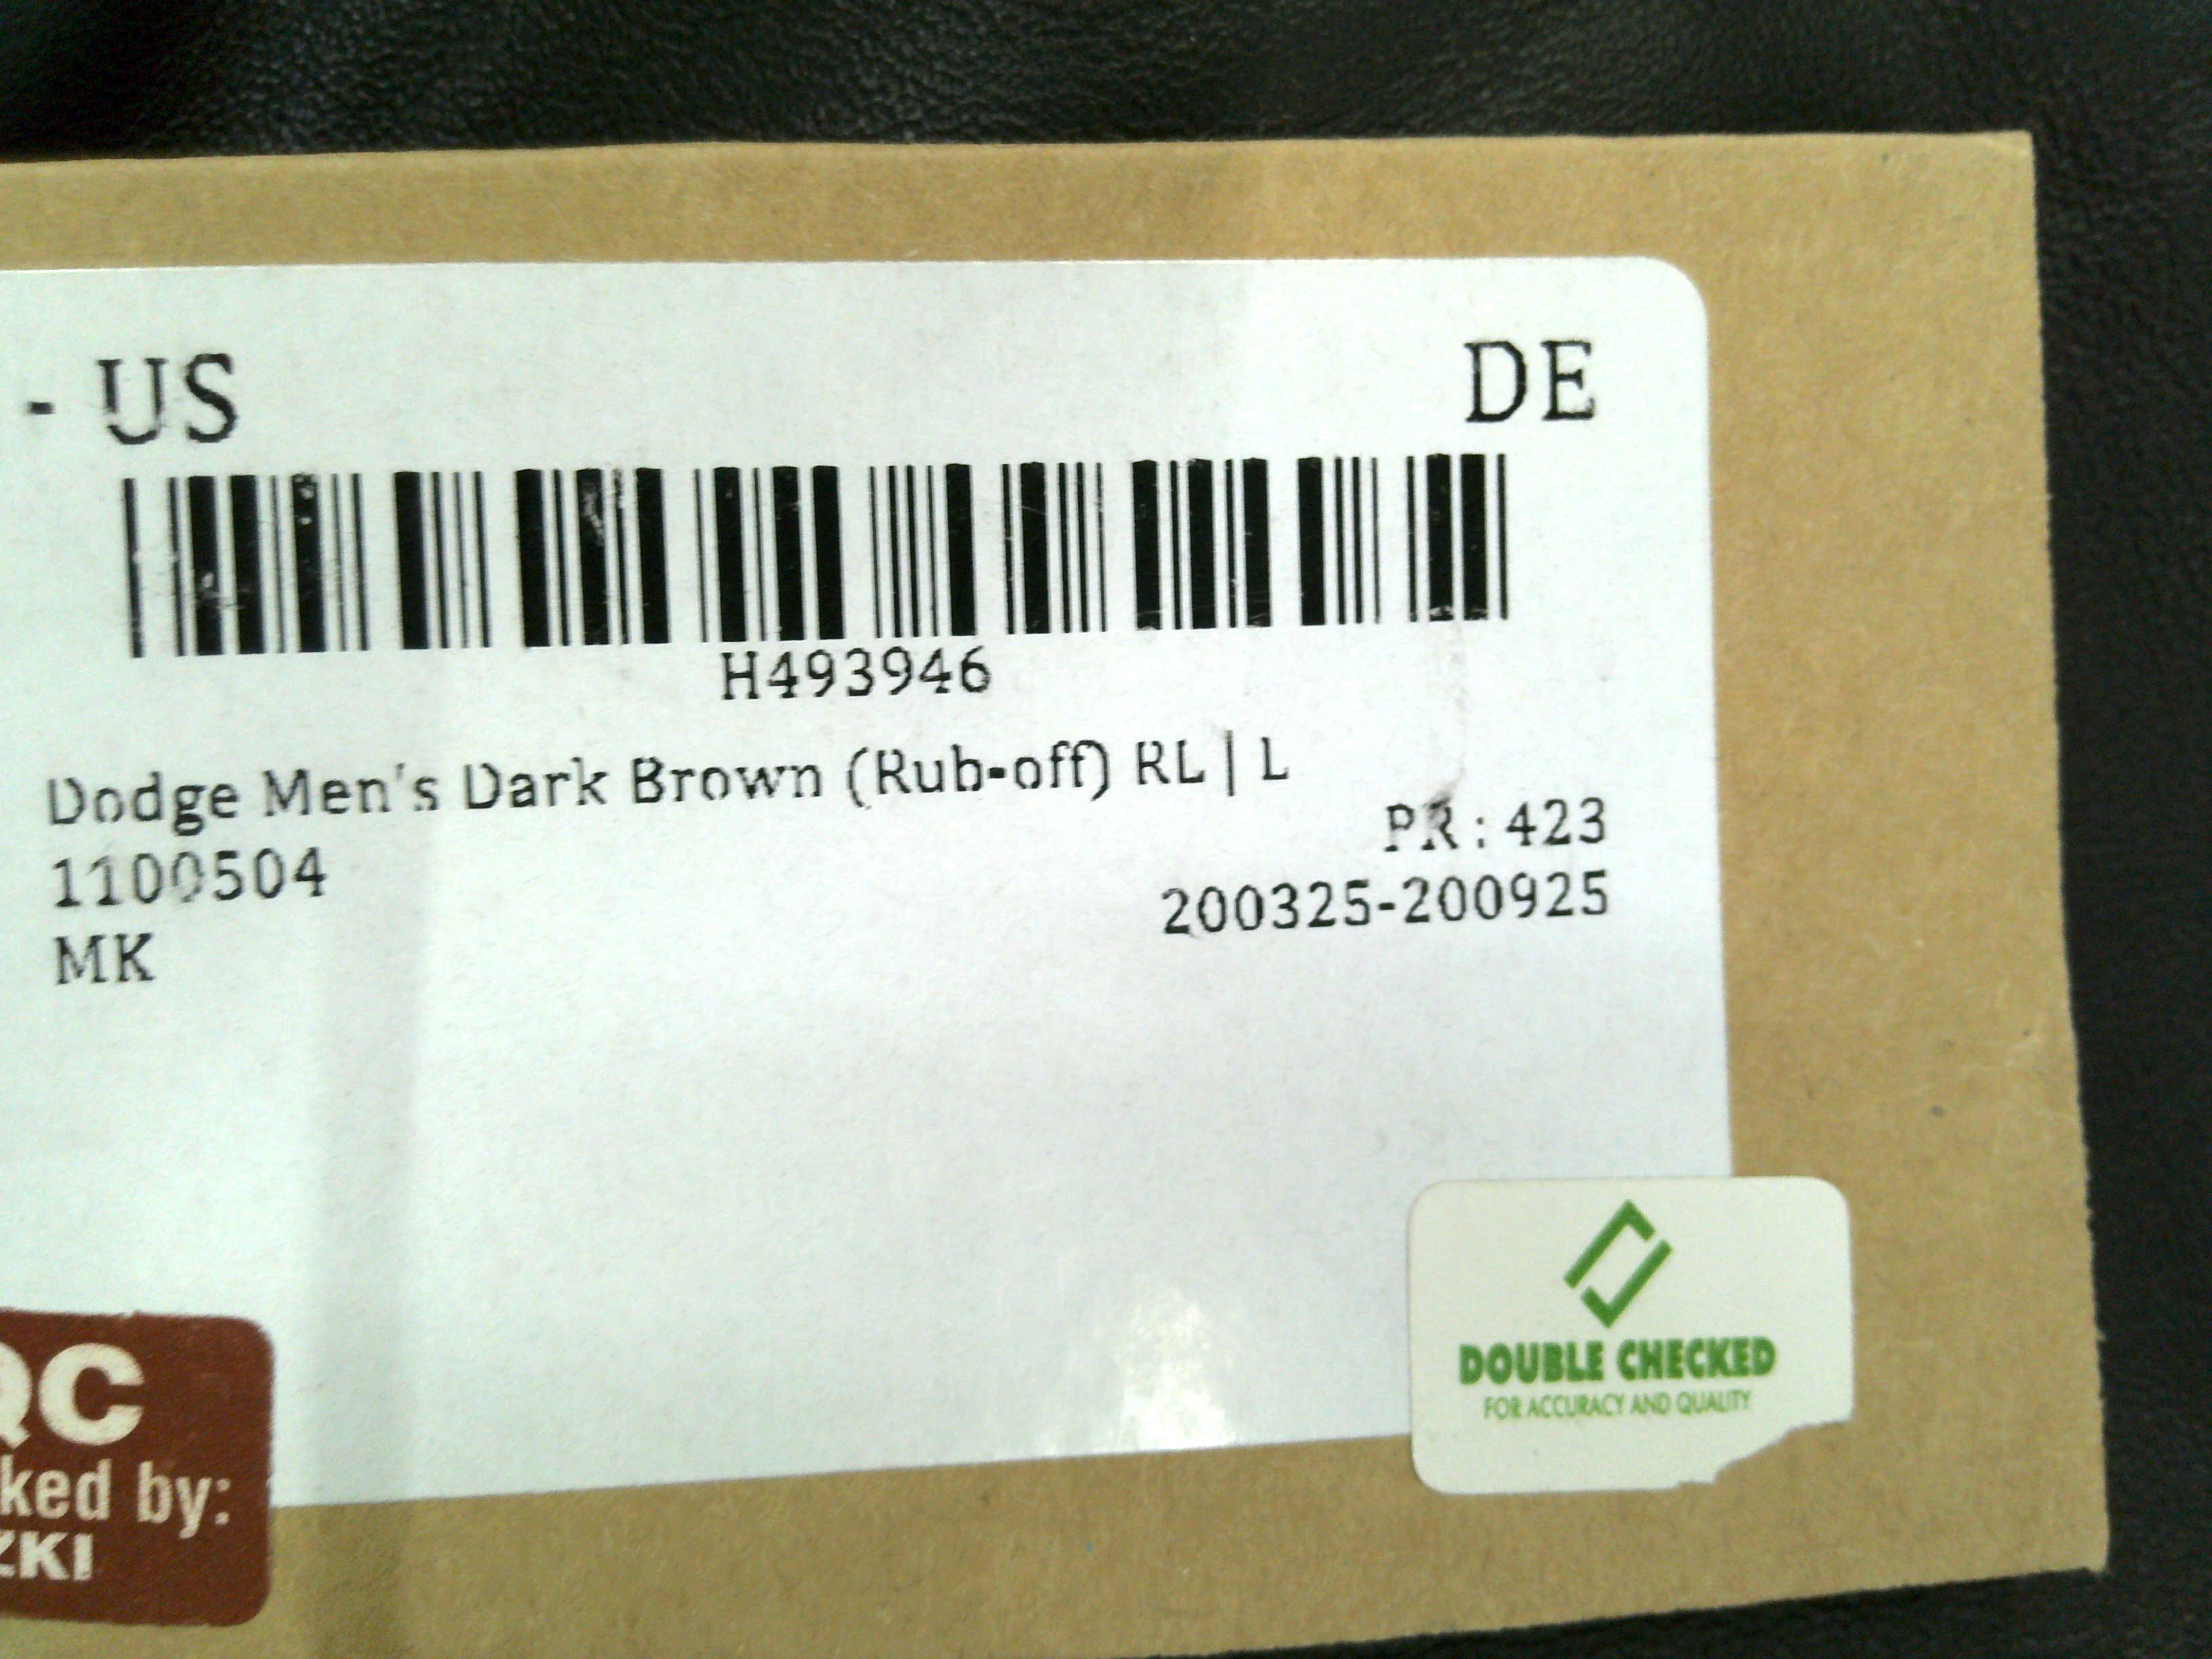 - US DE
H493946
Dodge Men's Dark Brown (Rub-off) RL | L
PR: 423
1100504
200325-200925
MK
DOUBLE CHECKED
FOR ACCURACY AND QUALITY
QC
ked by:
ZKI